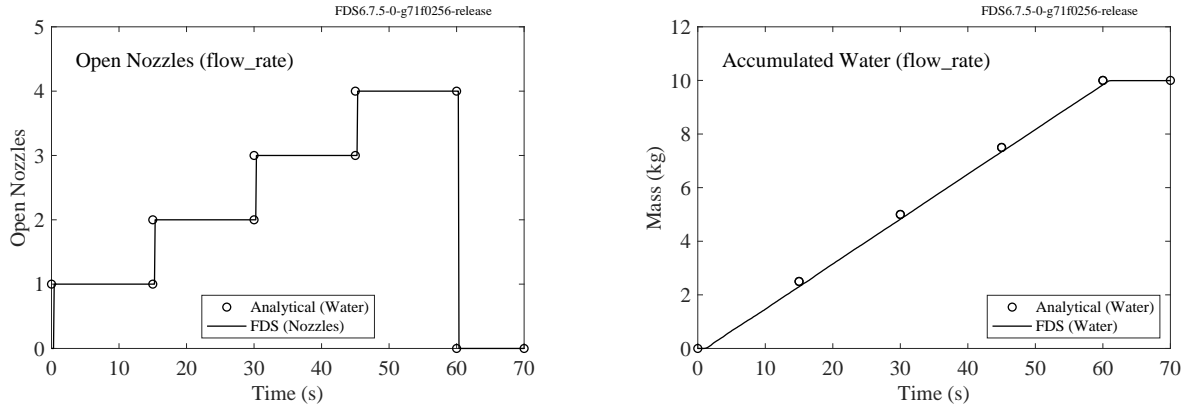 FDS6.7.5-0-g71f0256-release
5
Open Nozzles (flow_rate)
4
3
2
1
0
Open Nozzles
Analytical (Water)
FDS (Nozzles)
0 10 20 30 40 50 60 70
Time (s)
FDS6.7.5-0-g71f0256-release
12
Accumulated Water (flow_rate)
10
8
6
4
2
0
Mass (kg)
Analytical (Water)
FDS (Water)
0 10 20 30 40 50 60 70
Time (s)